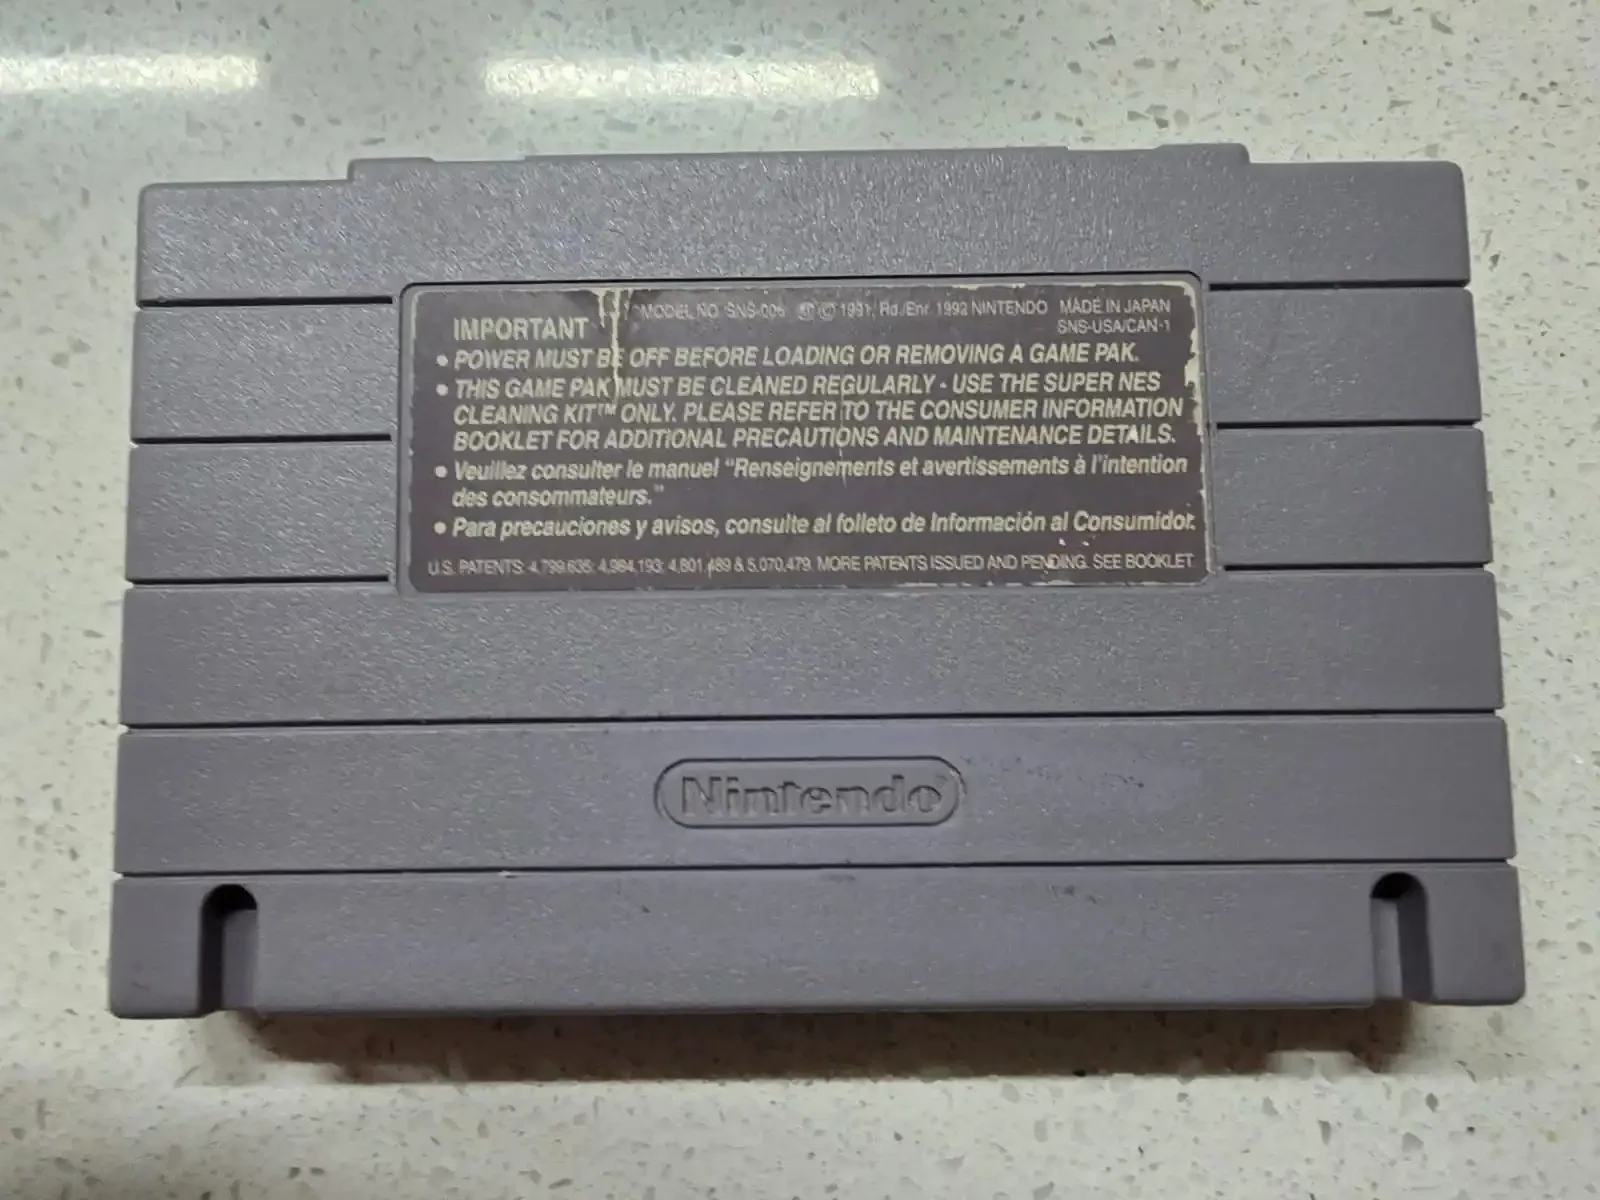 IMPORTANT MODEL NO. SNS-006 Ⓟ © 1991, Rd./Enr. 1992 NINTENDO MADE IN JAPAN
SNS-USA/CAN-1
• POWER MUST BE OFF BEFORE LOADING OR REMOVING A GAME PAK.
• THIS GAME PAK MUST BE CLEANED REGULARLY - USE THE SUPER NES
CLEANING KIT™ ONLY. PLEASE REFER TO THE CONSUMER INFORMATION
BOOKLET FOR ADDITIONAL PRECAUTIONS AND MAINTENANCE DETAILS.
• Veuillez consulter le manuel “Renseignements et avertissements à l'intention
des consommateurs.”
• Para precauciones y avisos, consulte al folleto de Información al Consumidor.
U.S. PATENTS: 4,799,635; 4,984,193; 4,801,489 & 5,070,479. MORE PATENTS ISSUED AND PENDING. SEE BOOKLET
Nintendo®